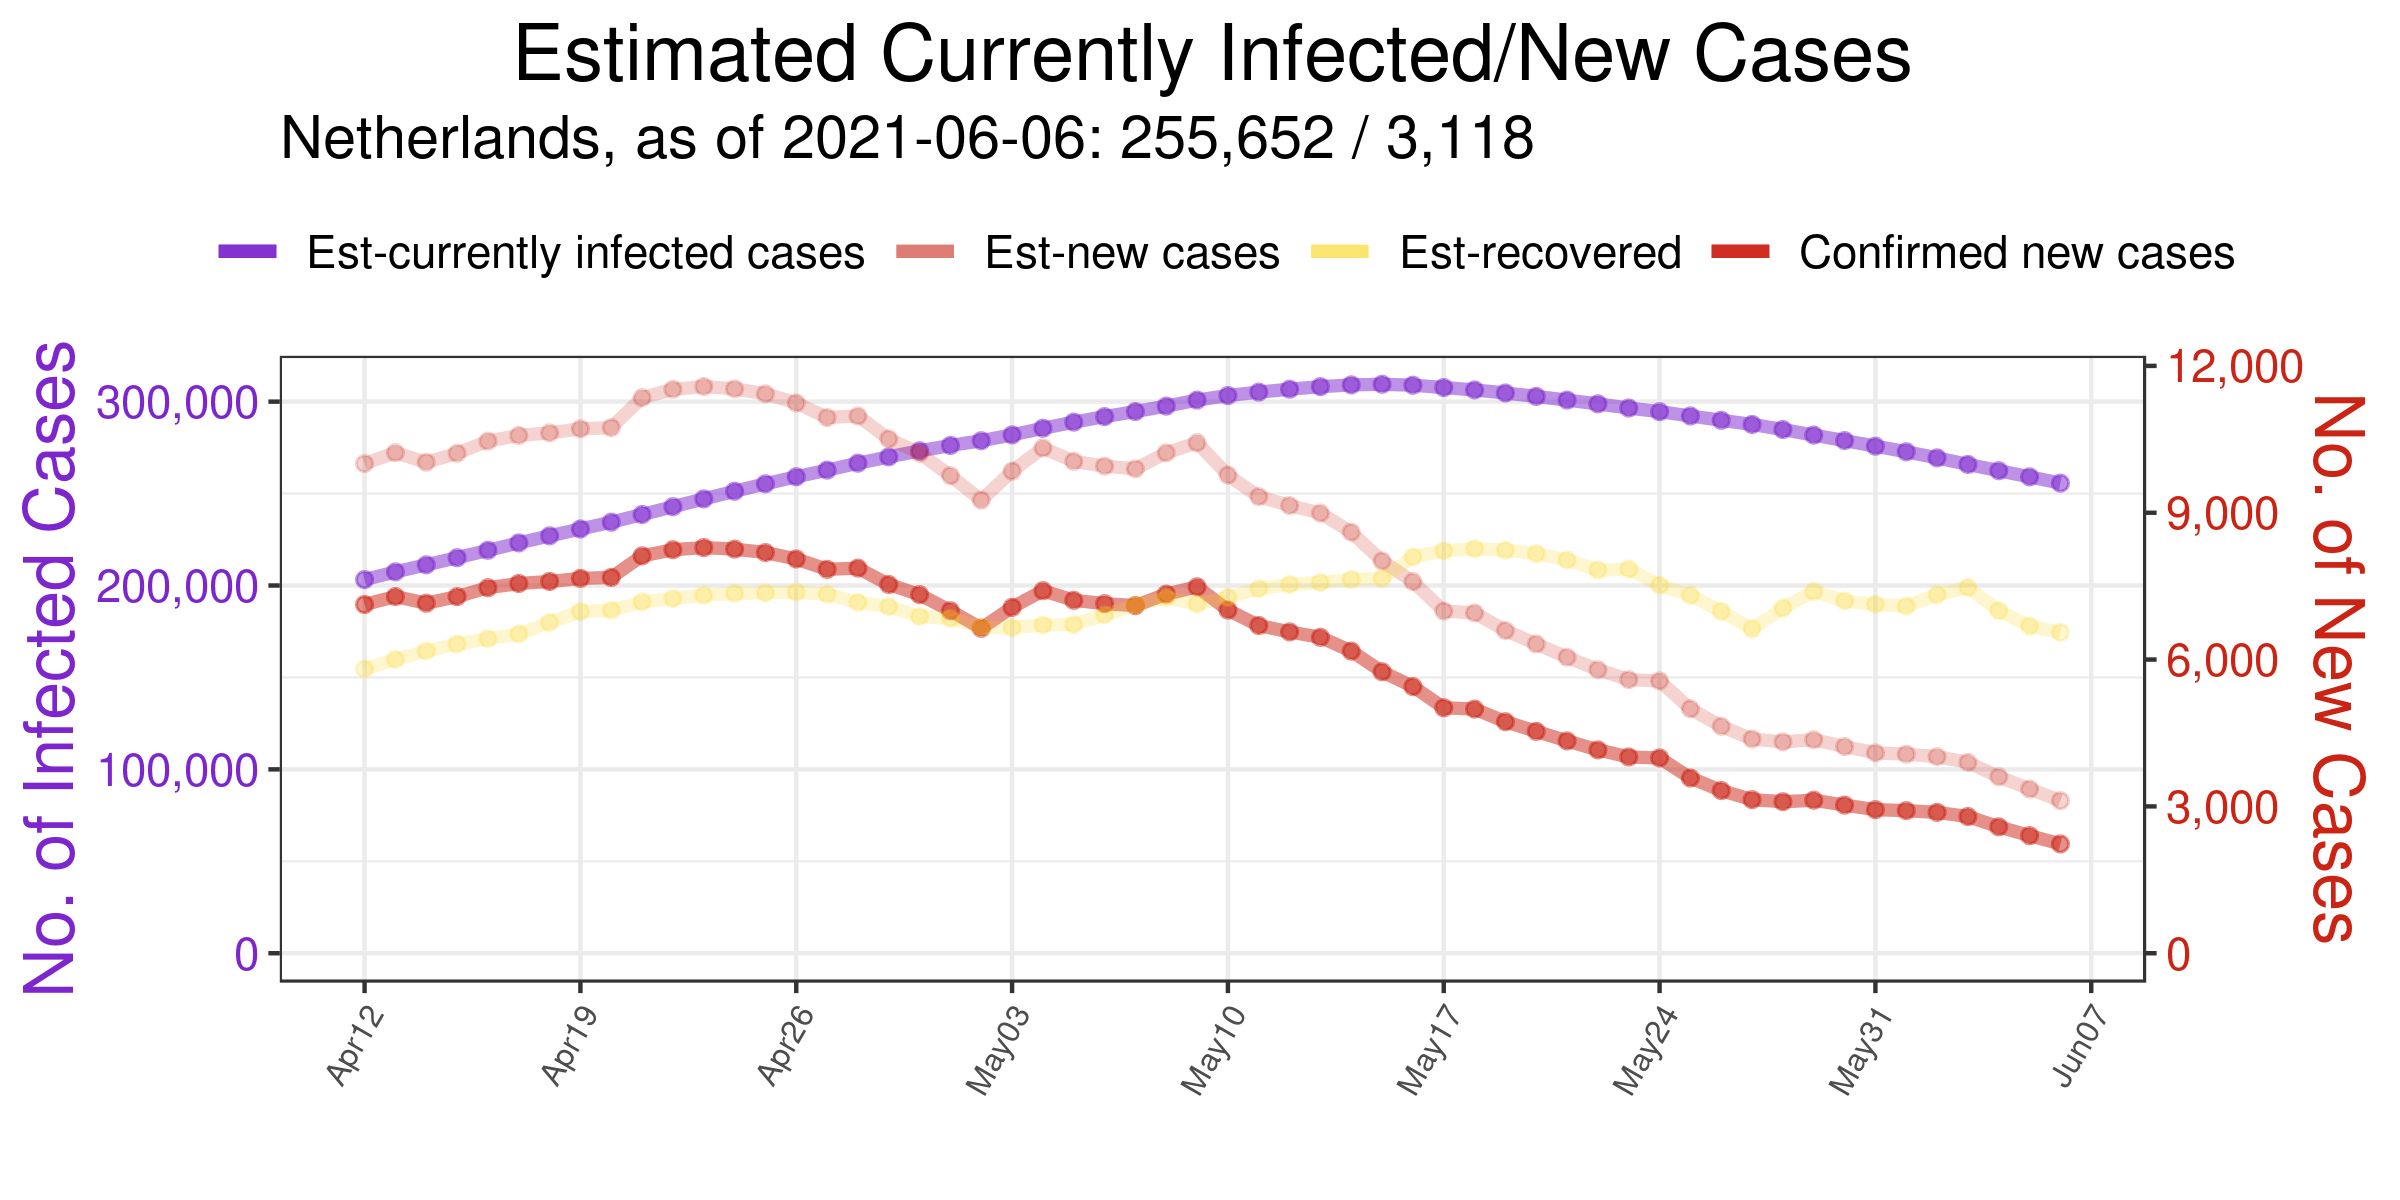 Estimated Currently Infected/New Cases
Netherlands, as of 2021-06-06: 255,652 / 3,118
Est-currently infected cases Est-new cases Est-recovered Confirmed new cases
No. of Infected Cases
300,000
200,000
100,000
0
12,000
9,000
6,000
3,000
0
No. of New Cases
Apr12 Apr19 Apr26 May03 May10 May17 May24 May31 Jun07